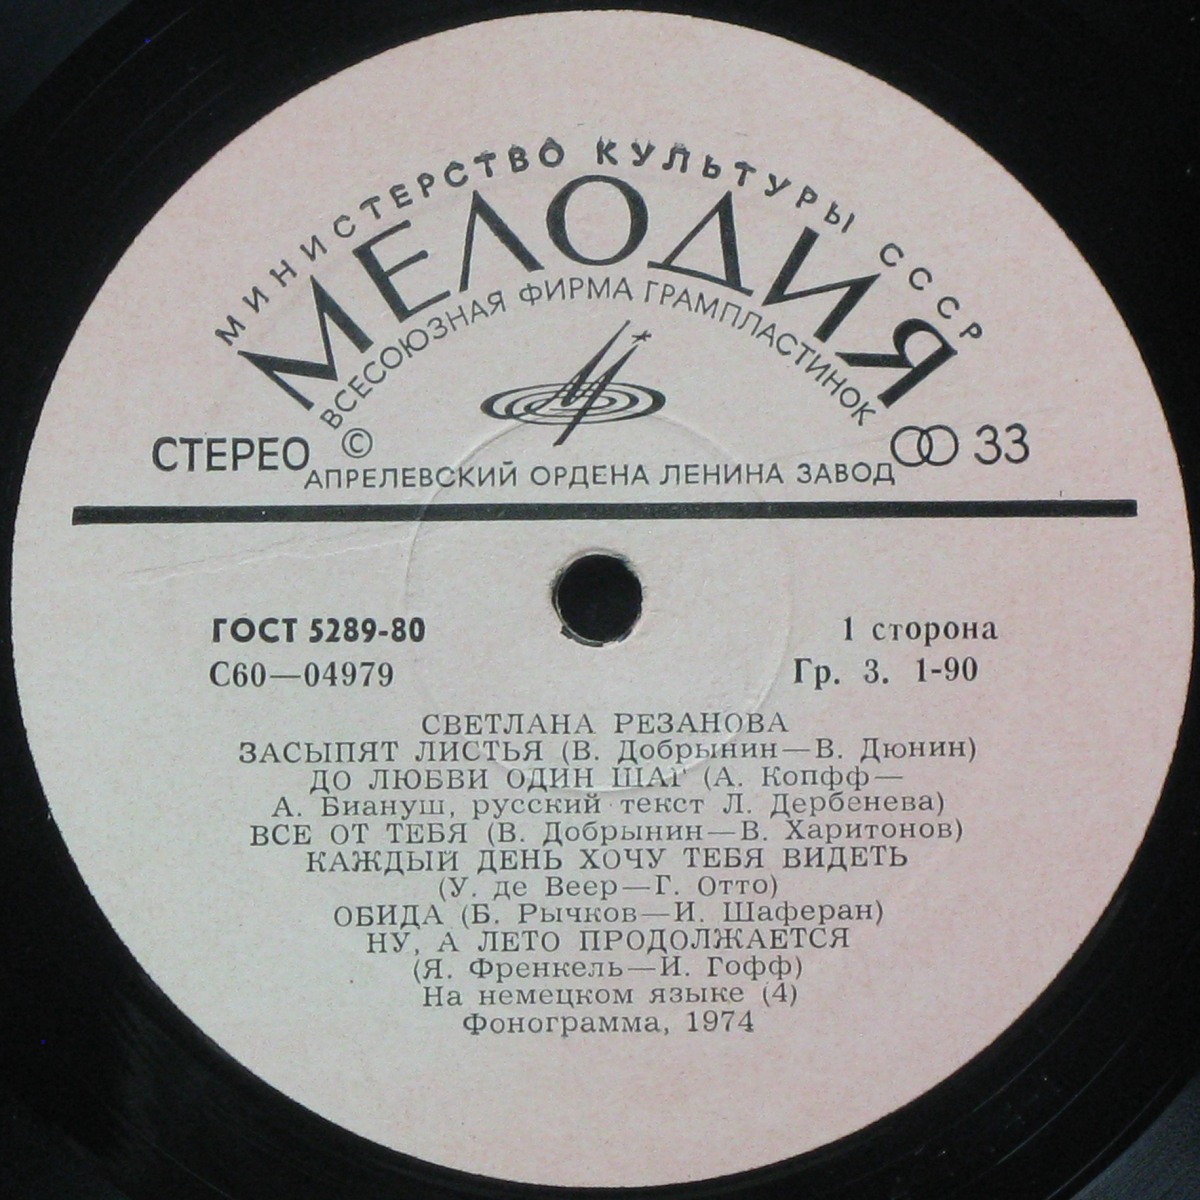 МИНИСТЕРСТВО КУЛЬТУРЫ СССР
МЕЛОДИЯ
ВСЕСОЮЗНАЯ ФИРМА ГРАМПЛАСТИНОК
СТЕРЕО © 33
АПРЕЛЕВСКИЙ ОРДЕНА ЛЕНИНА ЗАВОД
ГОСТ 5289-80 1 сторона
С60—04979 Гр. 3. 1-90
СВЕТЛАНА РЕЗАНОВА
ЗАСЫПЯТ ЛИСТЬЯ (В. Добрынин—В. Дюнин)
ДО ЛЮБВИ ОДИН ШАГ (А. Копфф—
А. Биануш, русский текст Л. Дербенева)
ВСЕ ОТ ТЕБЯ (В. Добрынин—В. Харитонов)
КАЖДЫЙ ДЕНЬ ХОЧУ ТЕБЯ ВИДЕТЬ
(У. де Веер—Г. Отто)
ОБИДА (Б. Рычков—И. Шаферан)
НУ, А ЛЕТО ПРОДОЛЖАЕТСЯ
(Я. Френкель—И. Гофф)
На немецком языке (4)
Фонограмма, 1974